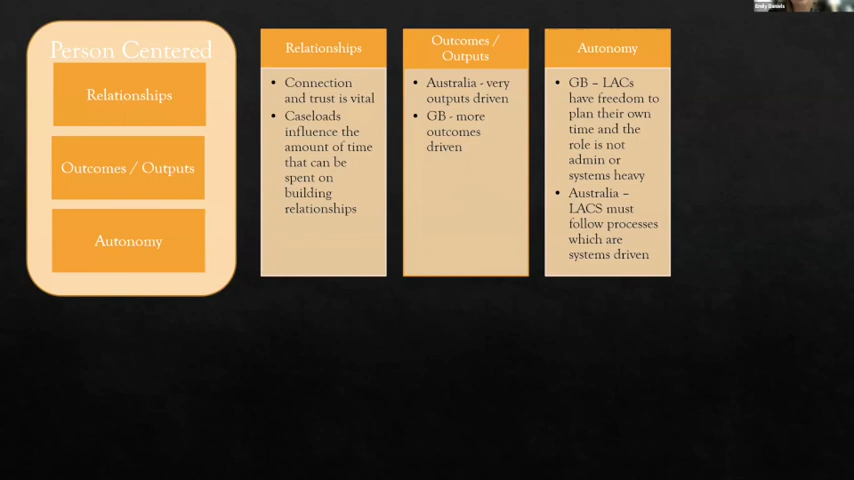 Emily Daniels
Person Centered
Relationships
Outcomes / Outputs
Autonomy
Relationships
• Connection
and trust is vital
• Caseloads
influence the
amount of time
that can be
spent on
building
relationships
Outcomes /
Outputs
• Australia - very
outputs driven
• GB - more
outcomes
driven
Autonomy
• GB – LACs
have freedom to
plan their own
time and the
role is not
admin or
systems heavy
• Australia –
LACS must
follow processes
which are
systems driven